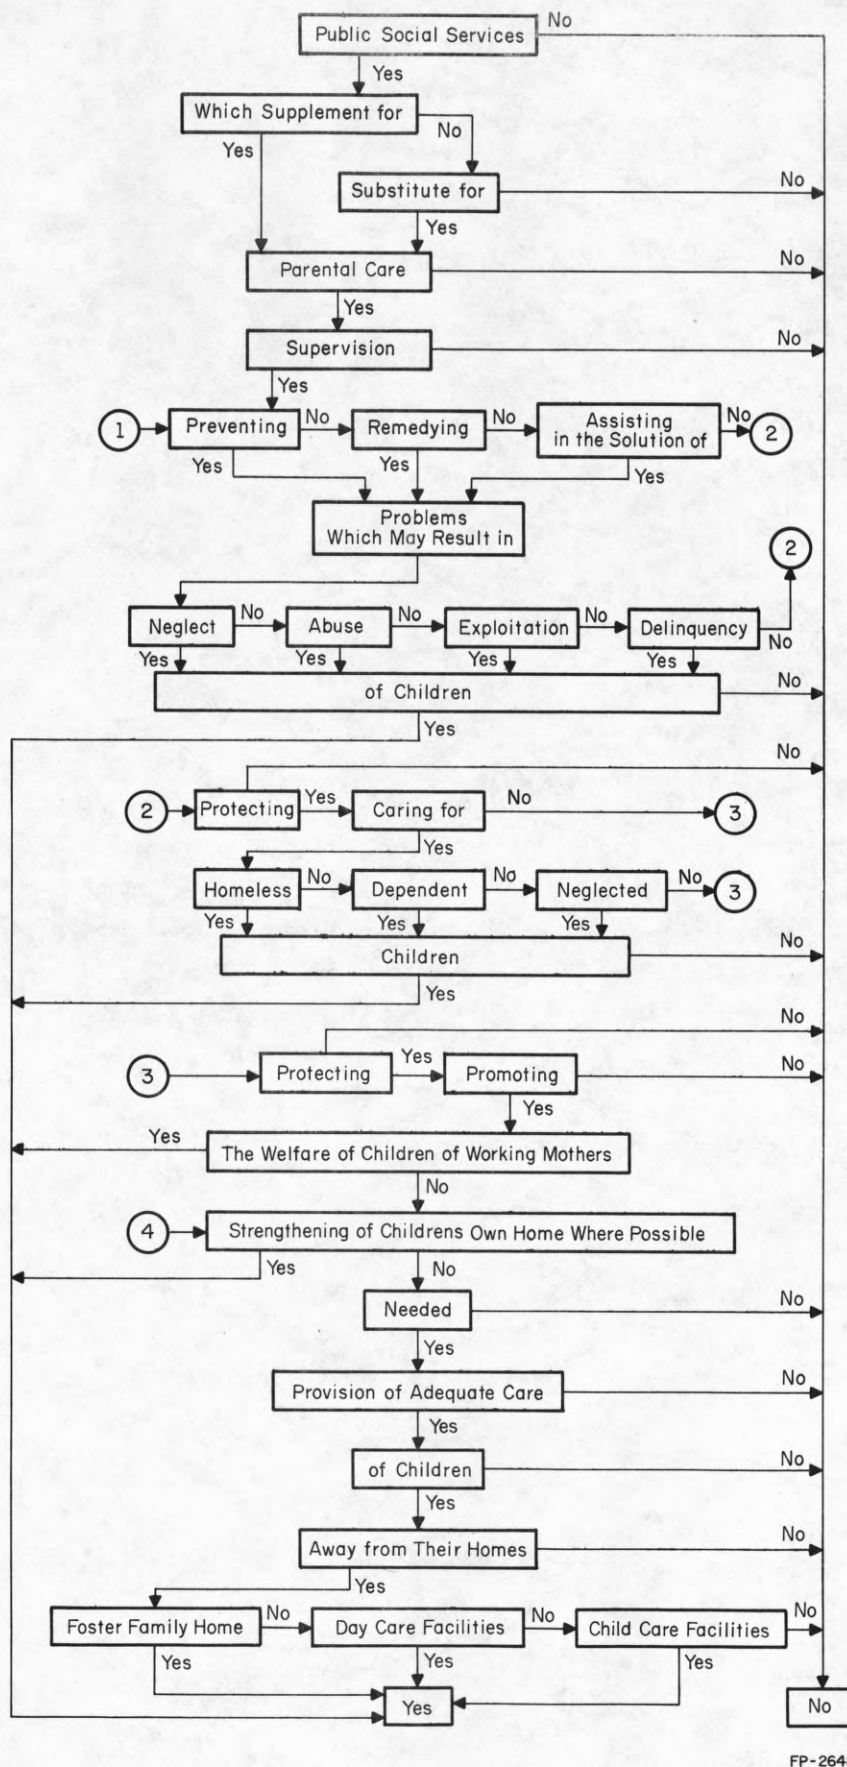 Public Social Services
No
Yes
Which Supplement for
Yes
No
Substitute for
No
Yes
Parental Care
No
Yes
Supervision
No
Yes
1
Preventing
No
Remedying
No
Assisting
in the Solution of
No
2
Yes
Yes
Yes
Problems
Which May Result in
2
Neglect
No
Abuse
No
Exploitation
No
Delinquency
No
Yes
Yes
Yes
Yes
of Children
No
Yes
No
2
Protecting
Yes
Caring for
No
3
Yes
Homeless
No
Dependent
No
Neglected
No
3
Yes
Yes
Yes
Children
No
Yes
No
3
Protecting
Yes
Promoting
No
Yes
Yes
The Welfare of Children of Working Mothers
No
4
Strengthening of Childrens Own Home Where Possible
Yes
No
Needed
No
Yes
Provision of Adequate Care
No
Yes
of Children
No
Yes
Away from Their Homes
No
Yes
Foster Family Home
No
Day Care Facilities
No
Child Care Facilities
No
Yes
Yes
Yes
Yes
No